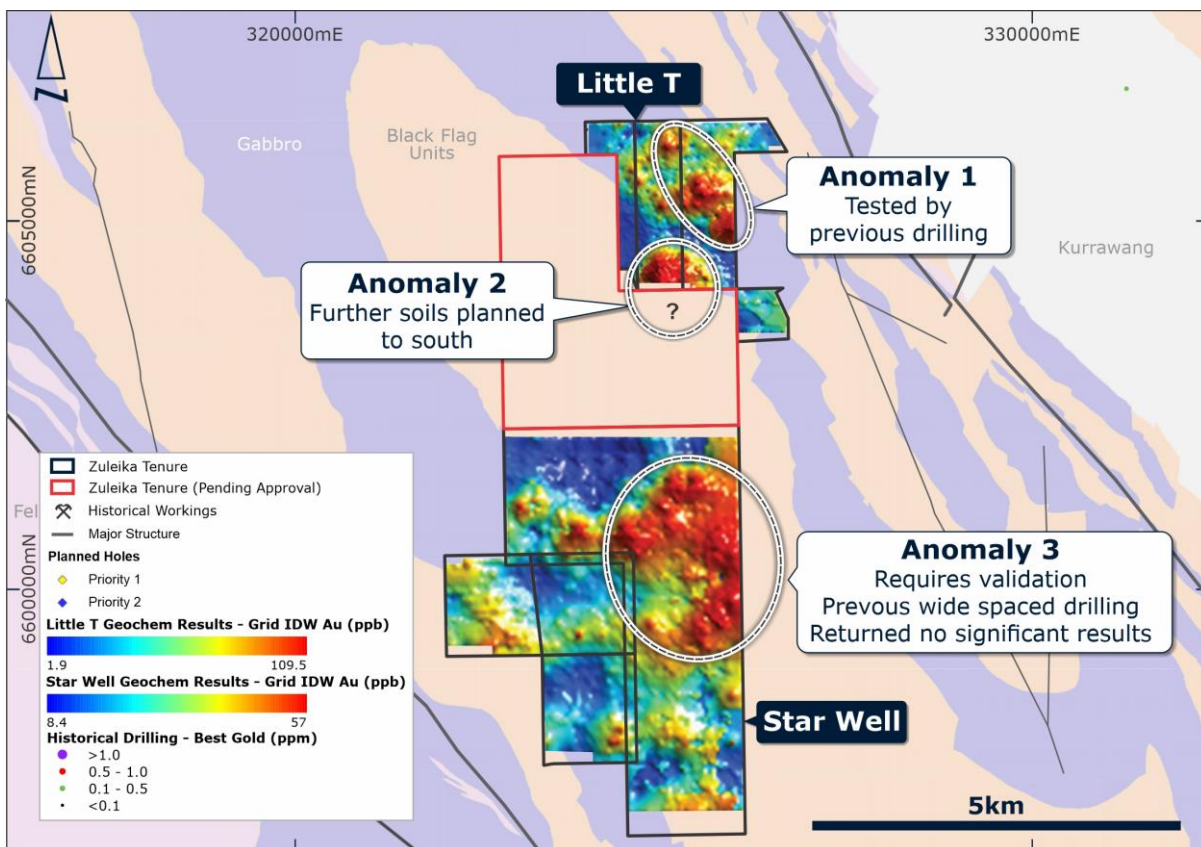 320000mE
330000mE
N
Little T
Gabbro
Black Flag
Units
Anomaly 1
Tested by
previous drilling
6605000mN
Kurrawang
Anomaly 2
Further soils planned
to south
?
Zuleika Tenure
Zuleika Tenure (Pending Approval)
Fel
Historical Workings
Major Structure
Planned Holes
Priority 1
Priority 2
6600000mN
Little T Geochem Results - Grid IDW Au (ppb)
1.9 109.5
Star Well Geochem Results - Grid IDW Au (ppb)
8.4 57
Historical Drilling - Best Gold (ppm)
>1.0
0.5 - 1.0
0.1 - 0.5
<0.1
Anomaly 3
Requires validation
Prevous wide spaced drilling
Returned no significant results
Star Well
5km